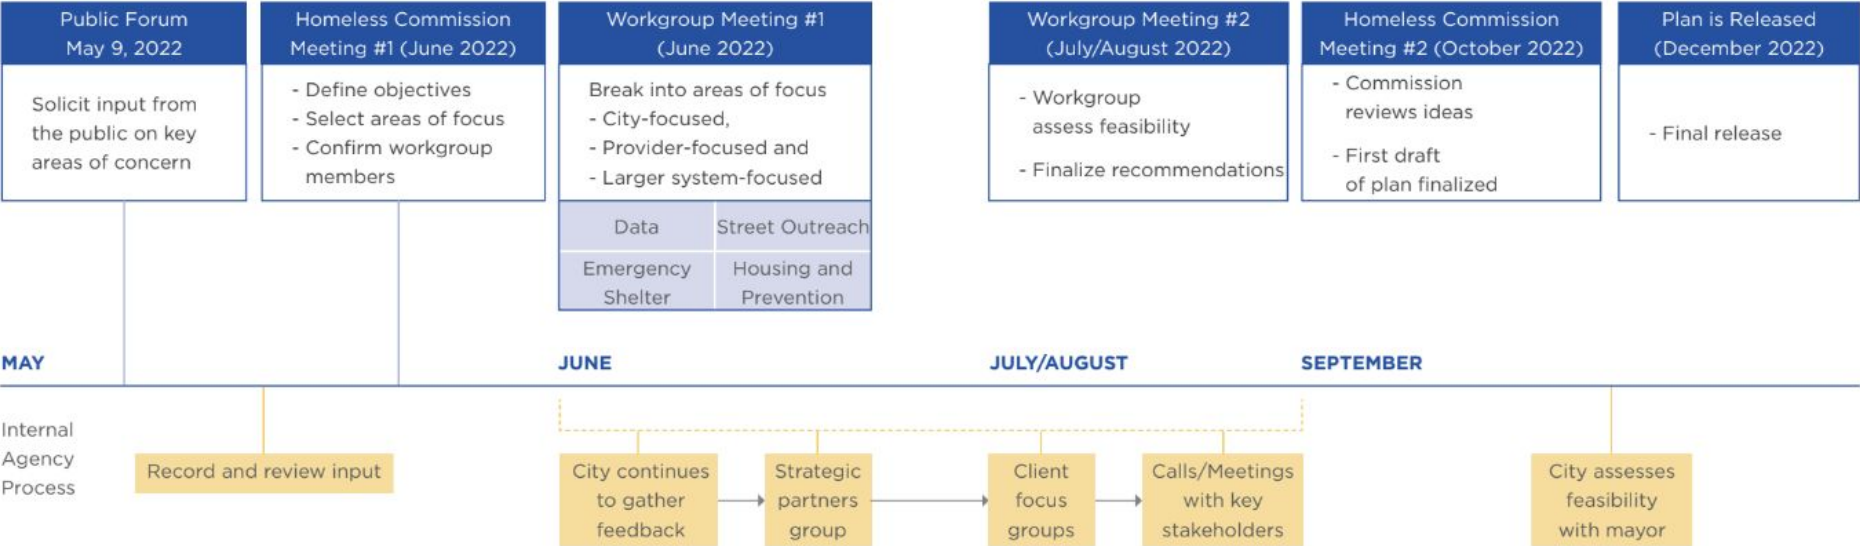 Public Forum
May 9, 2022
Solicit input from
the public on key
areas of concern
Homeless Commission
Meeting #1 (June 2022)
- Define objectives
- Select areas of focus
- Confirm workgroup
members
Workgroup Meeting #1
(June 2022)
Break into areas of focus
- City-focused,
- Provider-focused and
- Larger system-focused
Data
Street Outreach
Emergency
Shelter
Housing and
Prevention
Workgroup Meeting #2
(July/August 2022)
- Workgroup
assess feasibility
- Finalize recommendations
Homeless Commission
Meeting #2 (October 2022)
- Commission
reviews ideas
- First draft
of plan finalized
Plan is Released
(December 2022)
- Final release
MAY
JUNE
JULY/AUGUST
SEPTEMBER
Internal
Agency
Process
Record and review input
City continues
to gather
feedback
Strategic
partners
group
Client
focus
groups
Calls/Meetings
with key
stakeholders
City assesses
feasibility
with mayor